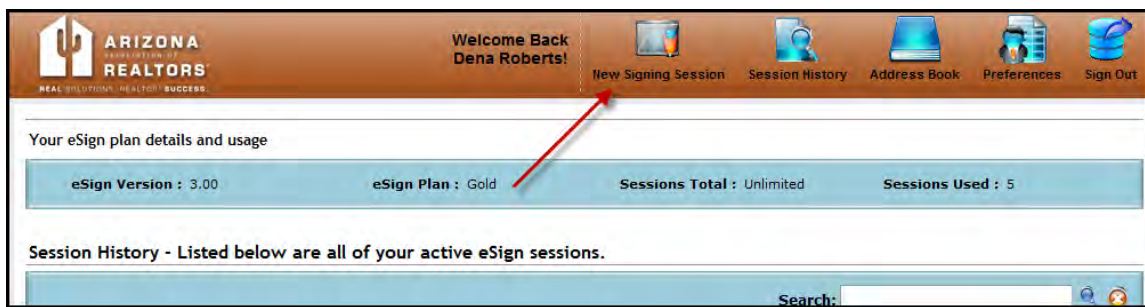 ARIZONA
ASSOCIATION OF
REALTORS
REAL SOLUTIONS. REALTOR SUCCESS.
Welcome Back
Dena Roberts!
New Signing Session
Session History
Address Book
Preferences
Sign Out
Your eSign plan details and usage
eSign Version : 3.00
eSign Plan : Gold
Sessions Total : Unlimited
Sessions Used : 5
Session History - Listed below are all of your active eSign sessions.
Search: